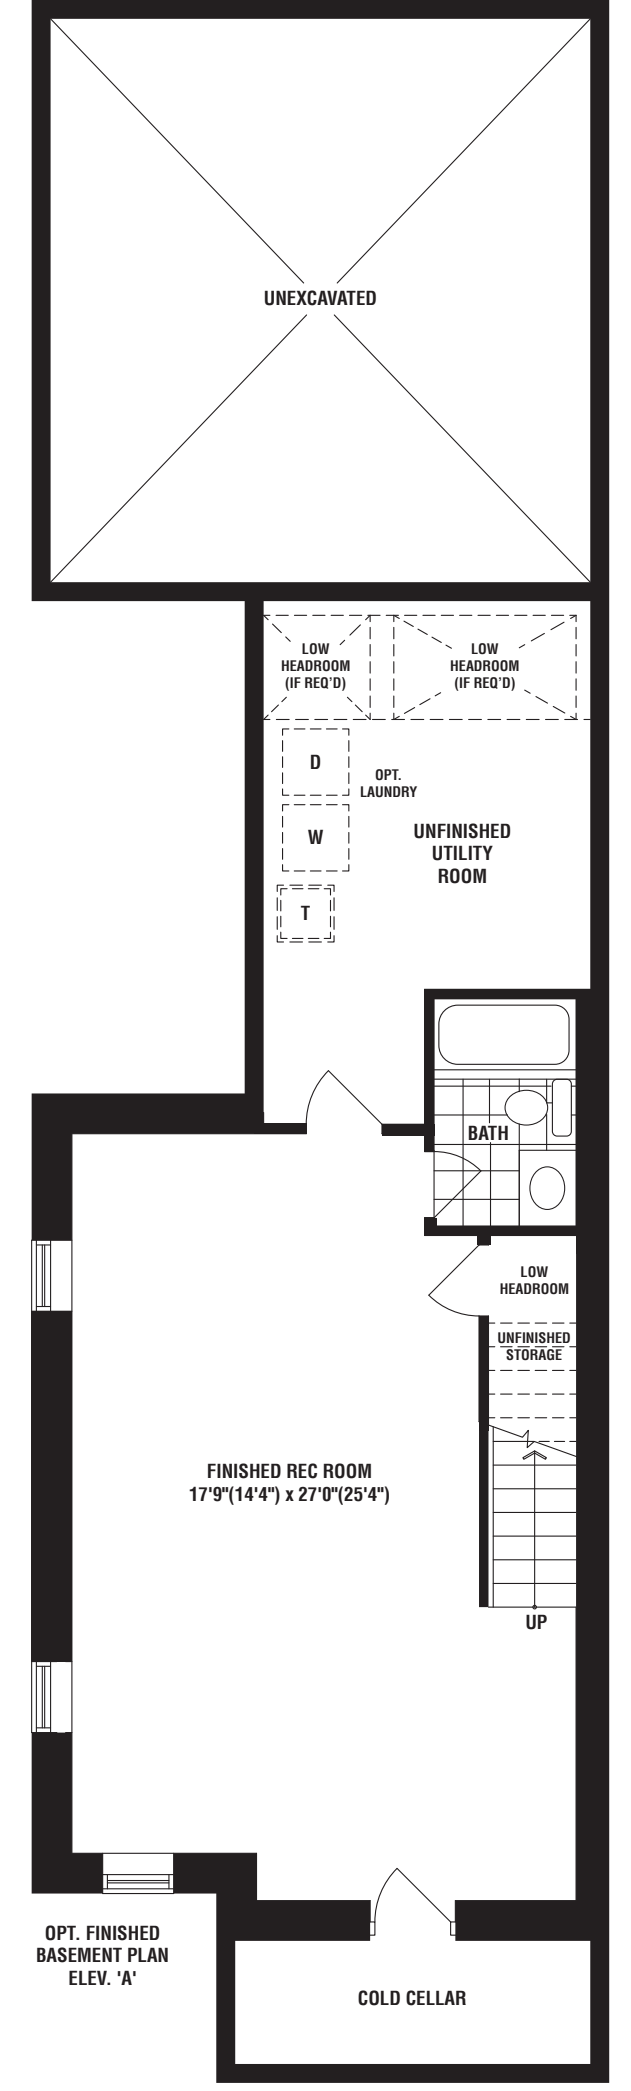 UNEXCAVATED
LOW
HEADROOM
(IF REQ'D)
LOW
HEADROOM
(IF REQ'D)
D
OPT.
LAUNDRY
W
UNFINISHED
UTILITY
ROOM
T
BATH
LOW
HEADROOM
UNFINISHED
STORAGE
FINISHED REC ROOM
17'9"(14'4") x 27'0"(25'4")
UP
OPT. FINISHED
BASEMENT PLAN
ELEV. 'A'
COLD CELLAR